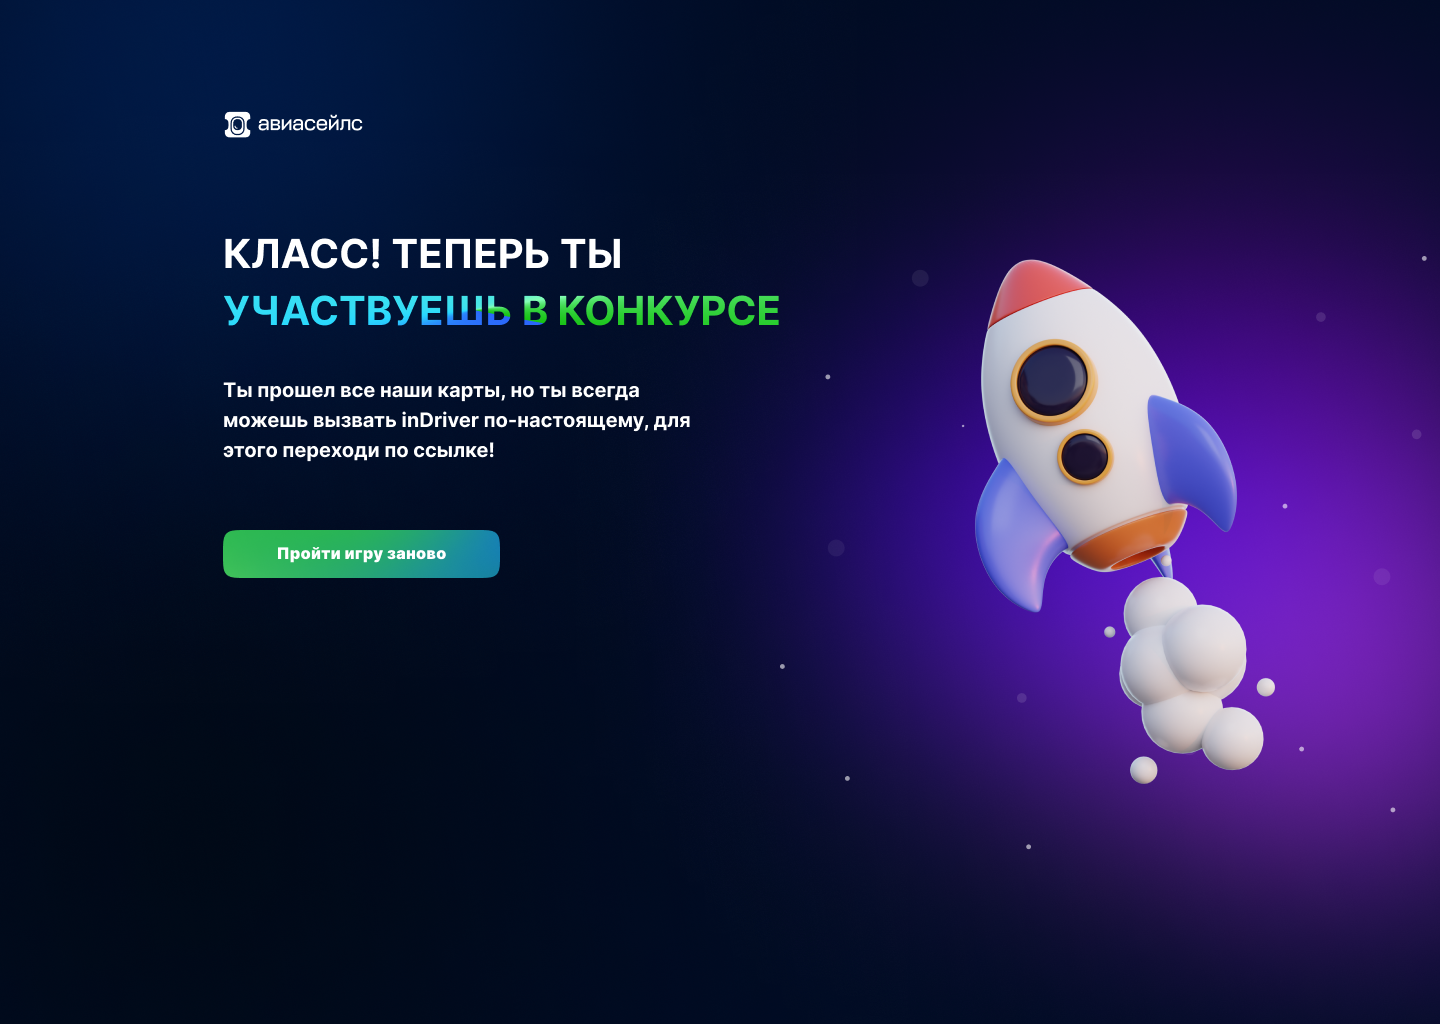 авиасейлс
КЛАСС! ТЕПЕРЬ ТЫ
УЧАСТВУЕШЬ В КОНКУРСЕ
Ты прошел все наши карты, но ты всегда
можешь вызвать inDriver по-настоящему, для
этого переходи по ссылке!
Пройти игру заново